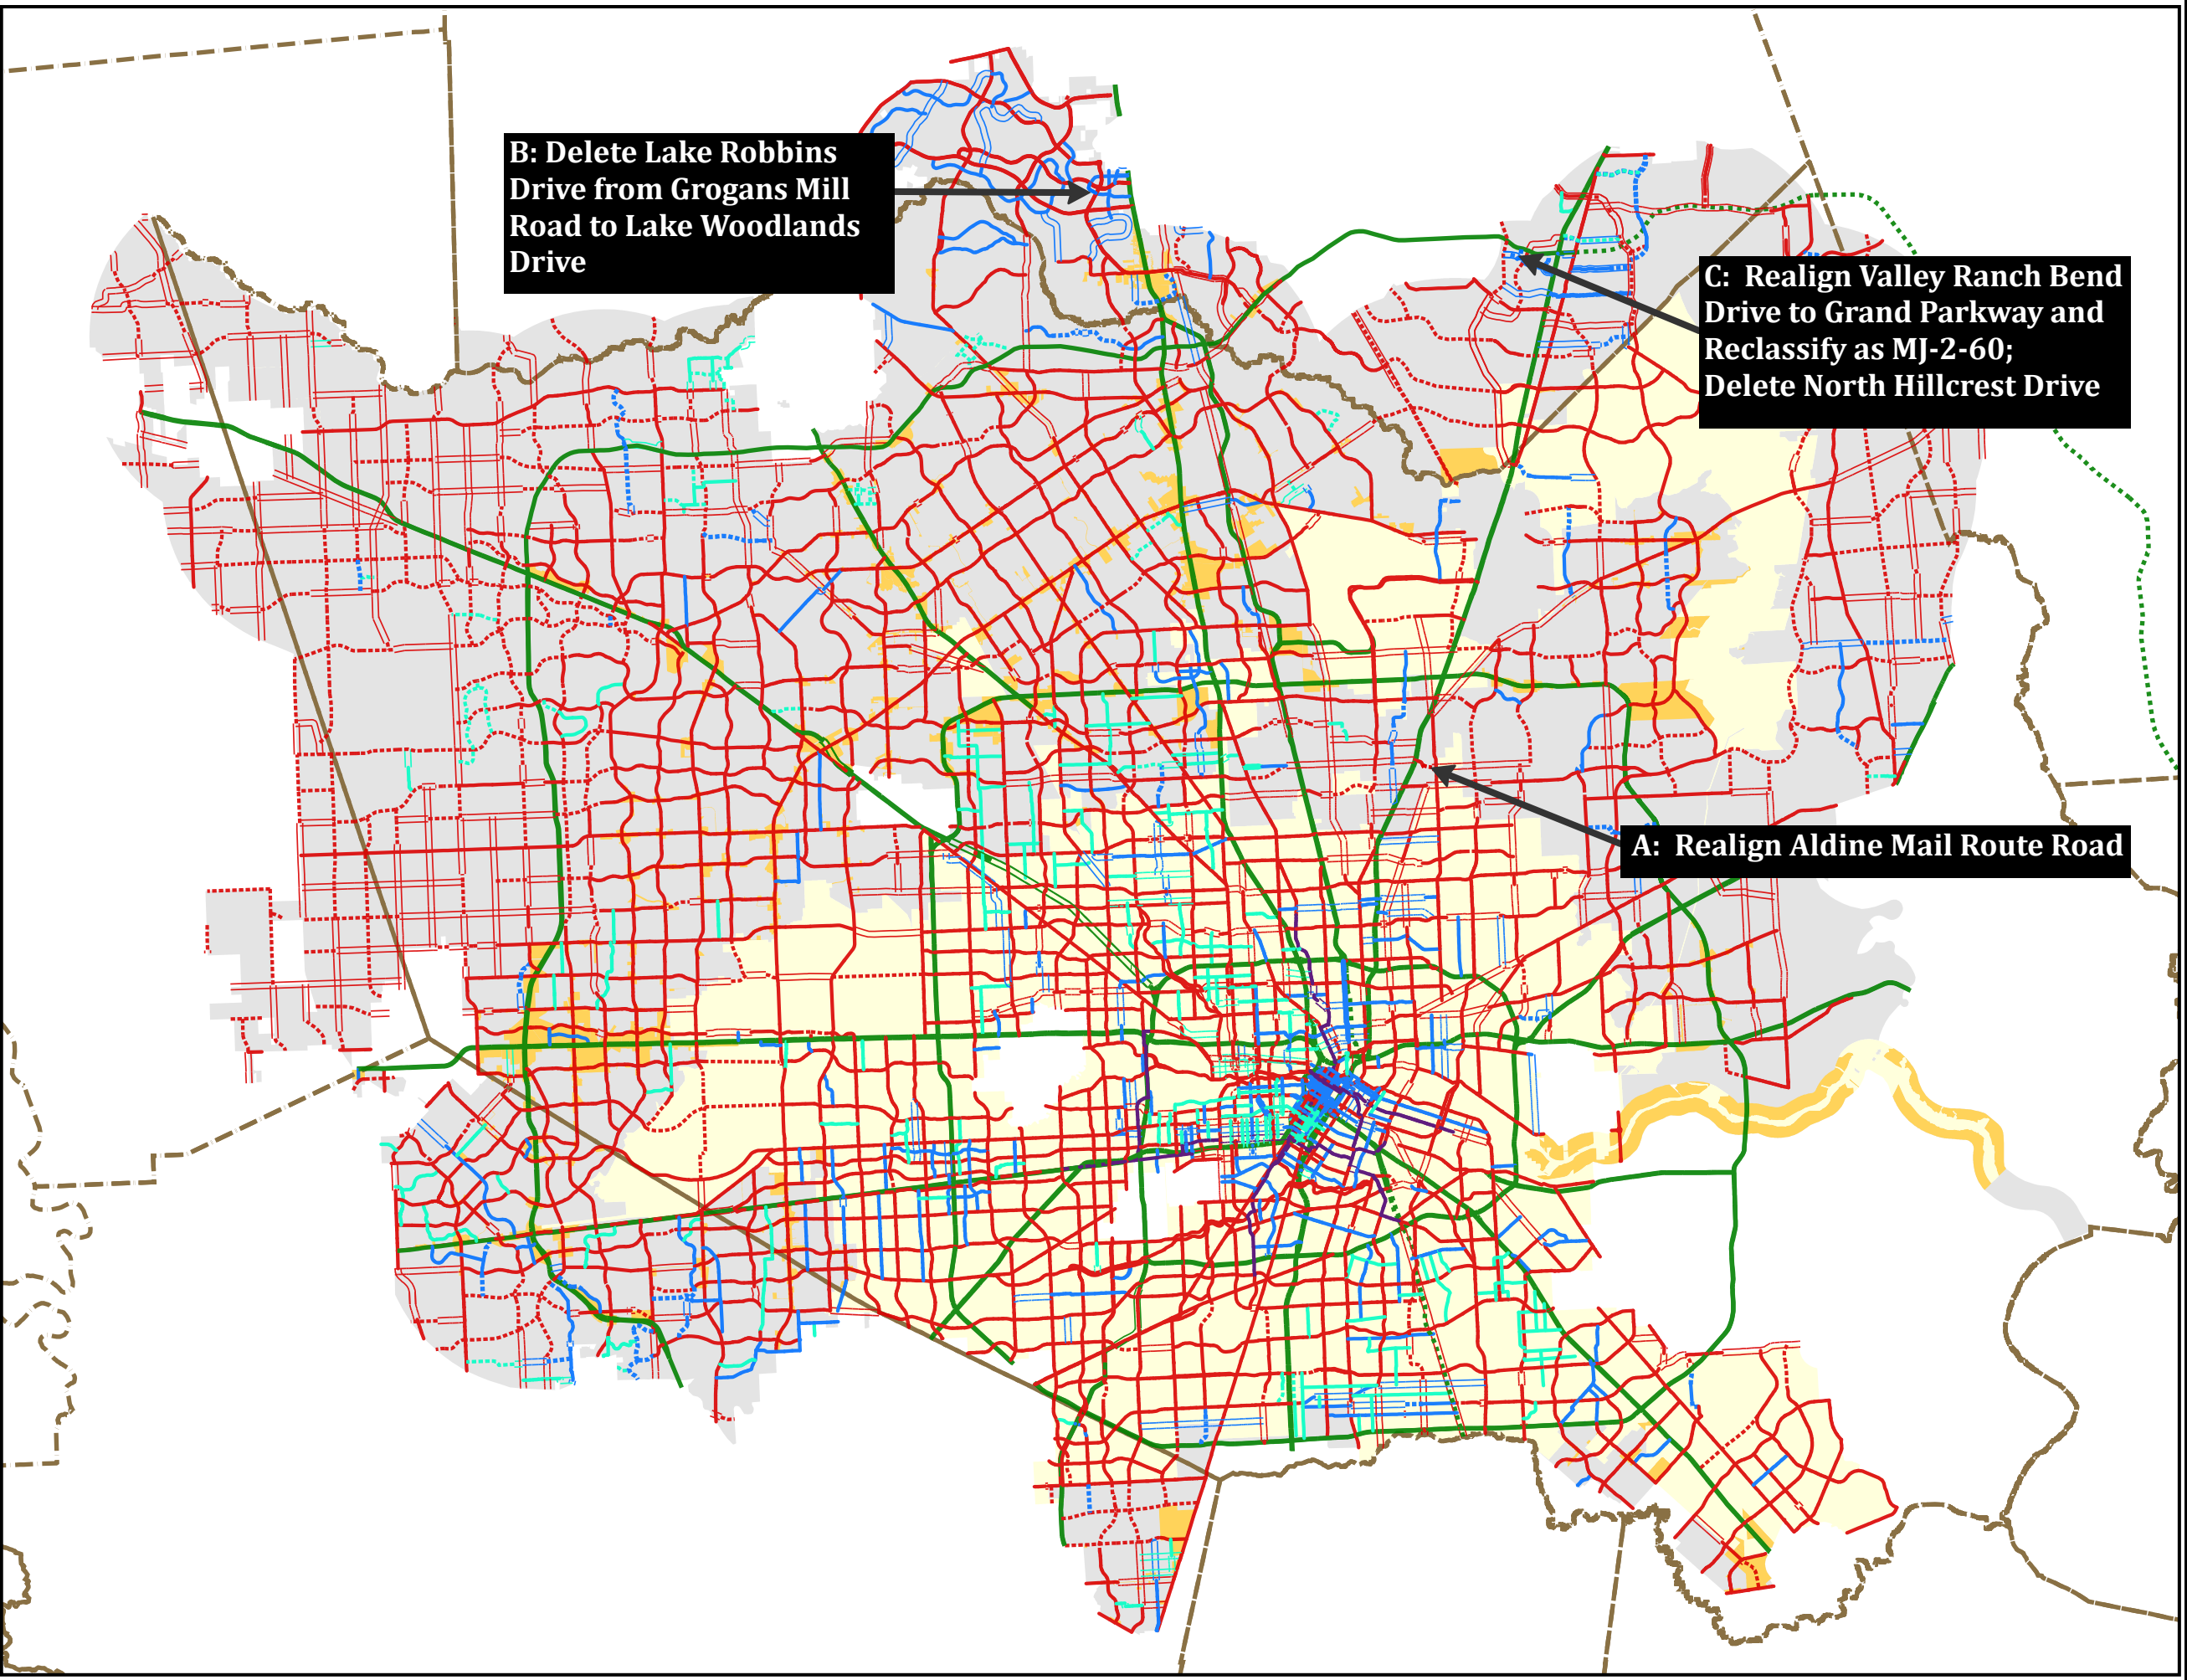 B: Delete Lake Robbins
Drive from Grogans Mill
Road to Lake Woodlands
Drive
C:  Realign Valley Ranch Bend
Drive to Grand Parkway and
Reclassify as MJ-2-60;
Delete North Hillcrest Drive
A:  Realign Aldine Mail Route Road